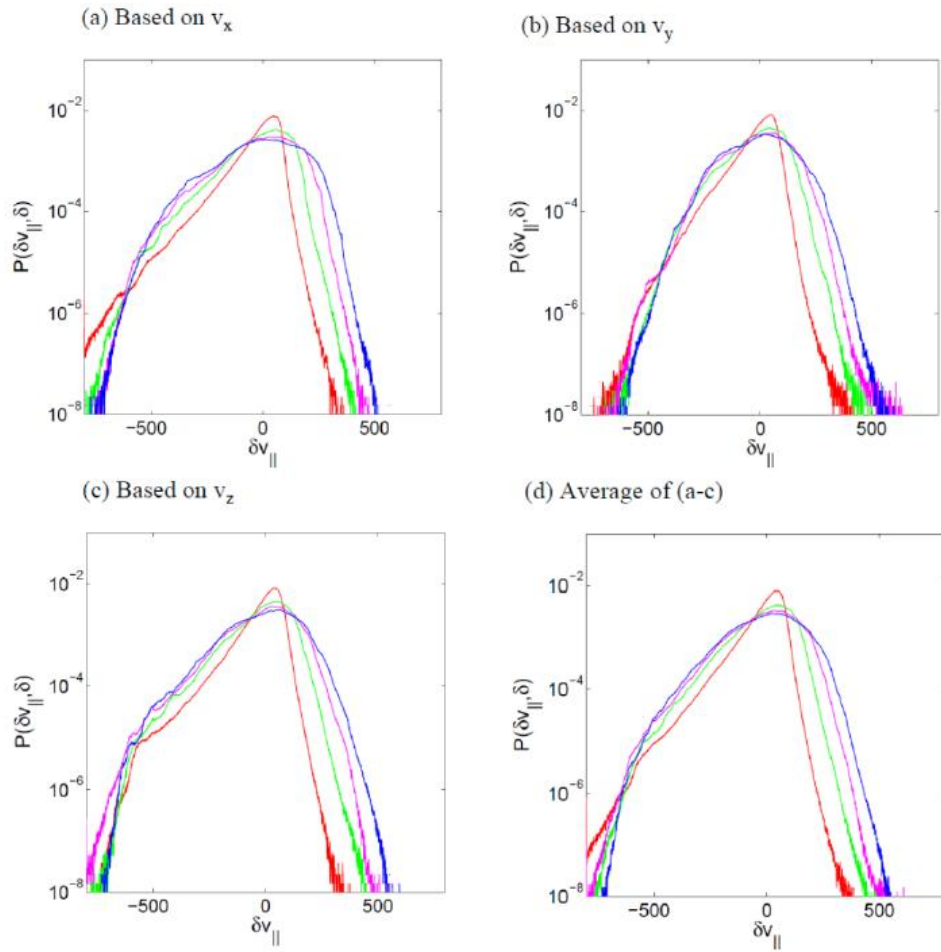 (a) Based on vₓ
(b) Based on v_y
10⁻²
10⁻⁴
10⁻⁶
10⁻⁸
P(δv_||,δ)
−500
0
500
δv_||
10⁻²
10⁻⁴
10⁻⁶
10⁻⁸
P(δv_||,δ)
−500
0
500
δv_||
(c) Based on v_z
(d) Average of (a-c)
10⁻²
10⁻⁴
10⁻⁶
10⁻⁸
P(δv_||,δ)
−500
0
500
δv_||
10⁻²
10⁻⁴
10⁻⁶
10⁻⁸
P(δv_||,δ)
−500
0
500
δv_||